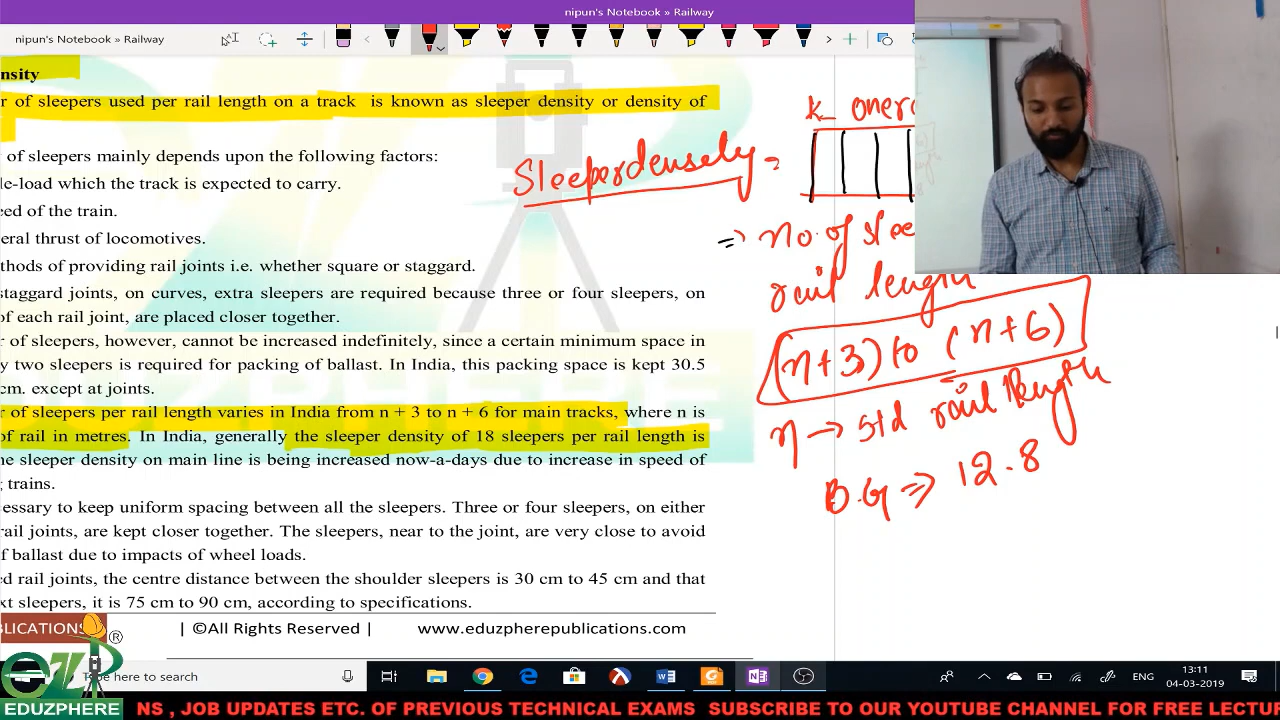 nipun's Notebook » Railway
nipun's Notebook » Railway
nsity
r of sleepers used per rail length on a track is known as sleeper density or density of
of sleepers mainly depends upon the following factors:
le-load which the track is expected to carry.
eed of the train.
eral thrust of locomotives.
thods of providing rail joints i.e. whether square or staggard.
staggard joints, on curves, extra sleepers are required because three or four sleepers, on
of each rail joint, are placed closer together.
r of sleepers, however, cannot be increased indefinitely, since a certain minimum space in
y two sleepers is required for packing of ballast. In India, this packing space is kept 30.5
cm. except at joints.
r of sleepers per rail length varies in India from n + 3 to n + 6 for main tracks, where n is
of rail in metres. In India, generally the sleeper density of 18 sleepers per rail length is
he sleeper density on main line is being increased now-a-days due to increase in speed of
; trains.
cessary to keep uniform spacing between all the sleepers. Three or four sleepers, on either
rail joints, are kept closer together. The sleepers, near to the joint, are very close to avoid
f ballast due to impacts of wheel loads.
ed rail joints, the centre distance between the shoulder sleepers is 30 cm to 45 cm and that
xt sleepers, it is 75 cm to 90 cm, according to specifications.
Sleeperdensely =
=> no. of slee
rail length
(n+3) to (n+6)
n → std rail length
B.G => 12.8
BLICATIONS ® | ©All Rights Reserved | www.eduzpherepublications.com
ez
EDUZPHERE
here to search
ENG
13:11
04-03-2019
NS , JOB UPDATES ETC. OF PREVIOUS TECHNICAL EXAMS SUBSCRIBE TO OUR YOUTUBE CHANNEL FOR FREE